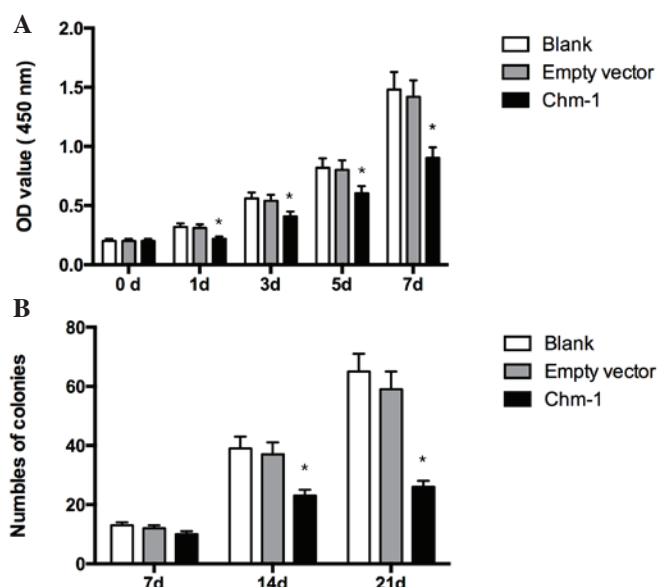 A
OD value ( 450 nm)
2.0
1.5
1.0
0.5
0.0
*
*
*
*
0 d
1d
3d
5d
7d
Blank
Empty vector
Chm-1
B
Numbles of colonies
80
60
40
20
0
*
*
7d
14d
21d
Blank
Empty vector
Chm-1